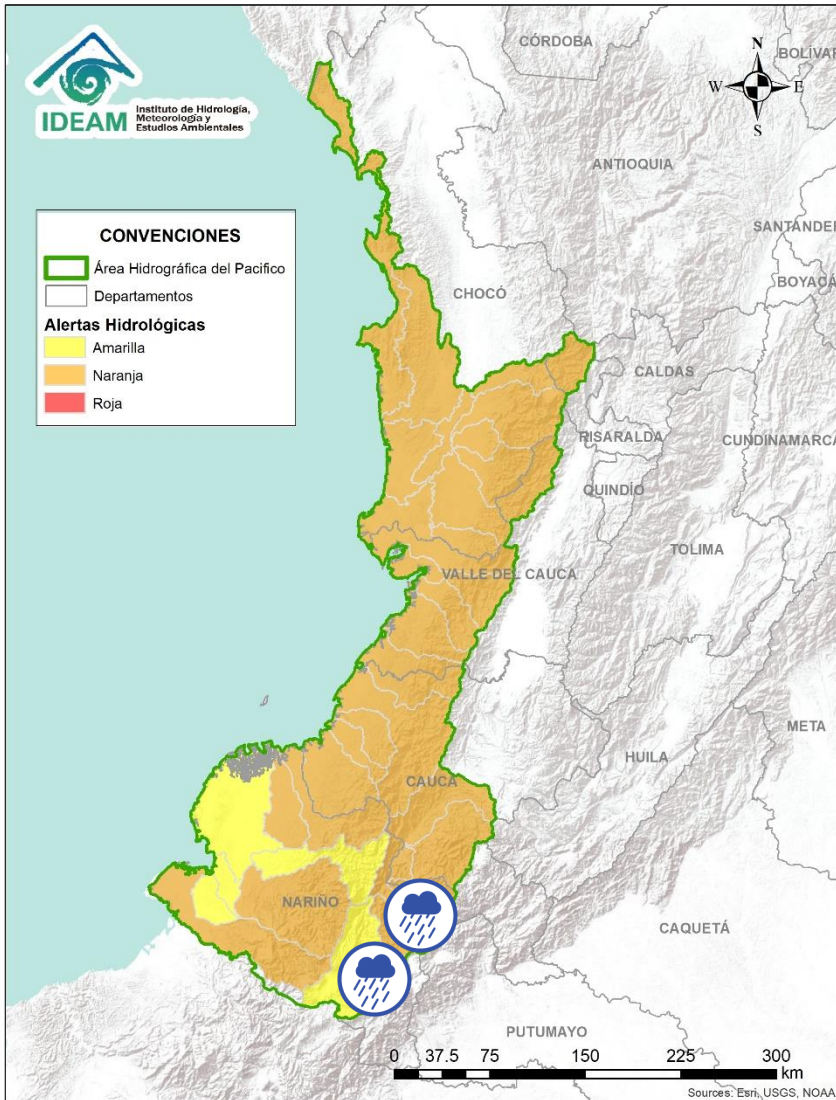 IDEAM
Instituto de Hidrología,
Meteorología y
Estudios Ambientales
CÓRDOBA
BOLÍVAR
N
W
E
S
ANTIOQUIA
SANTANDER
BOYACÁ
CONVENCIONES
Área Hidrográfica del Pacifico
Departamentos
Alertas Hidrológicas
Amarilla
Naranja
Roja
CHOCÓ
CALDAS
RISARALDA
CUNDINAMARCA
QUINDÍO
TOLIMA
VALLE DEL CAUCA
META
HUILA
CAUCA
NARIÑO
CAQUETÁ
PUTUMAYO
0 37.5 75 150 225 300
km
Sources: Esri, USGS, NOAA